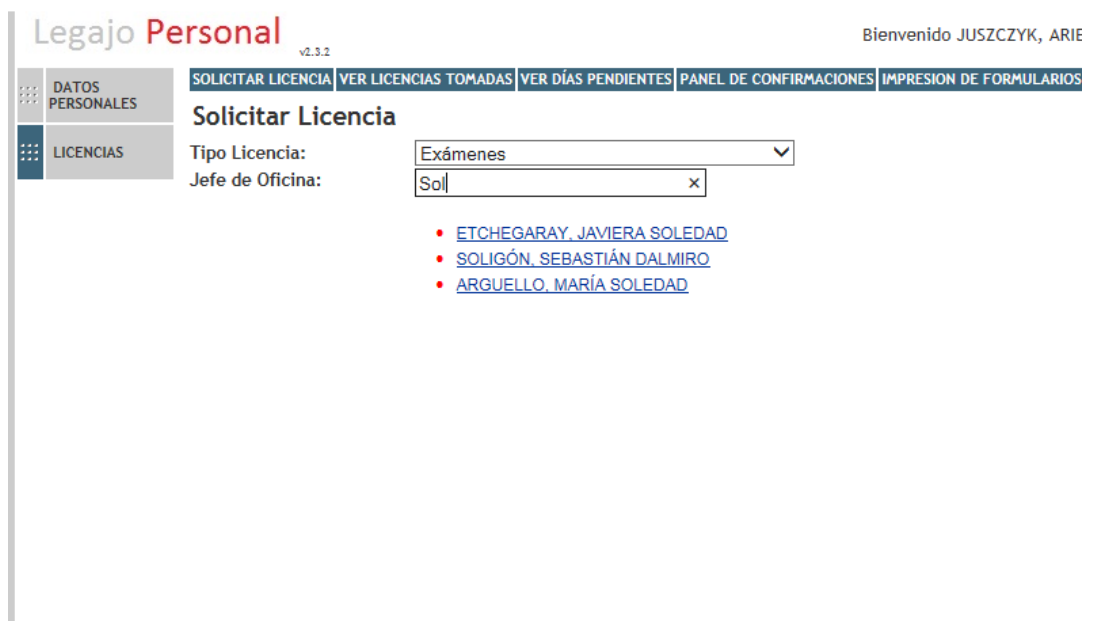 Legajo Personal v2.3.2
Bienvenido JUSZCZYK, ARIE
DATOS
PERSONALES
LICENCIAS
SOLICITAR LICENCIA VER LICENCIAS TOMADAS VER DÍAS PENDIENTES PANEL DE CONFIRMACIONES IMPRESION DE FORMULARIOS
Solicitar Licencia
Tipo Licencia: Exámenes
Jefe de Oficina: Sol ×
• ETCHEGARAY, JAVIERA SOLEDAD
• SOLIGÓN, SEBASTIÁN DALMIRO
• ARGUELLO, MARÍA SOLEDAD